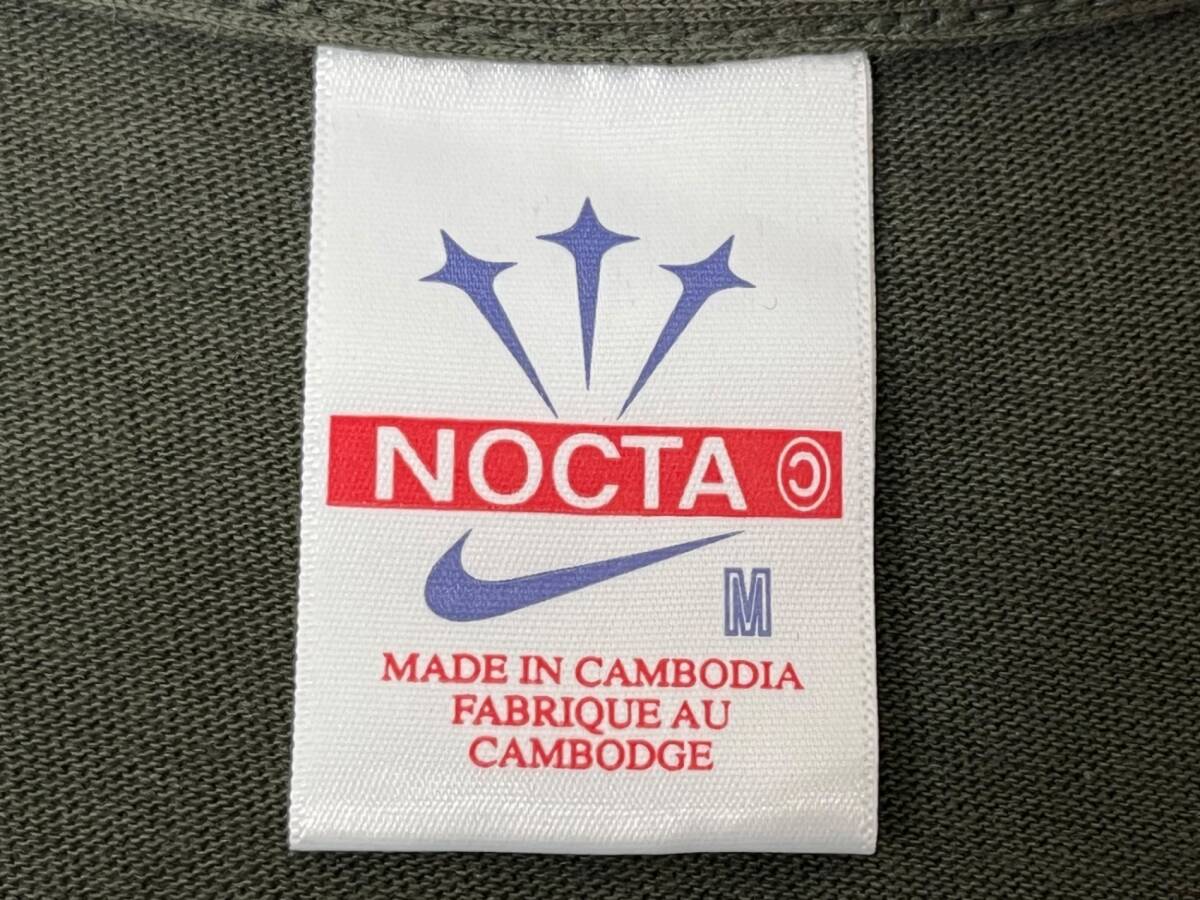 NOCTA ↄ⃝
M
MADE IN CAMBODIA
FABRIQUE AU
CAMBODGE